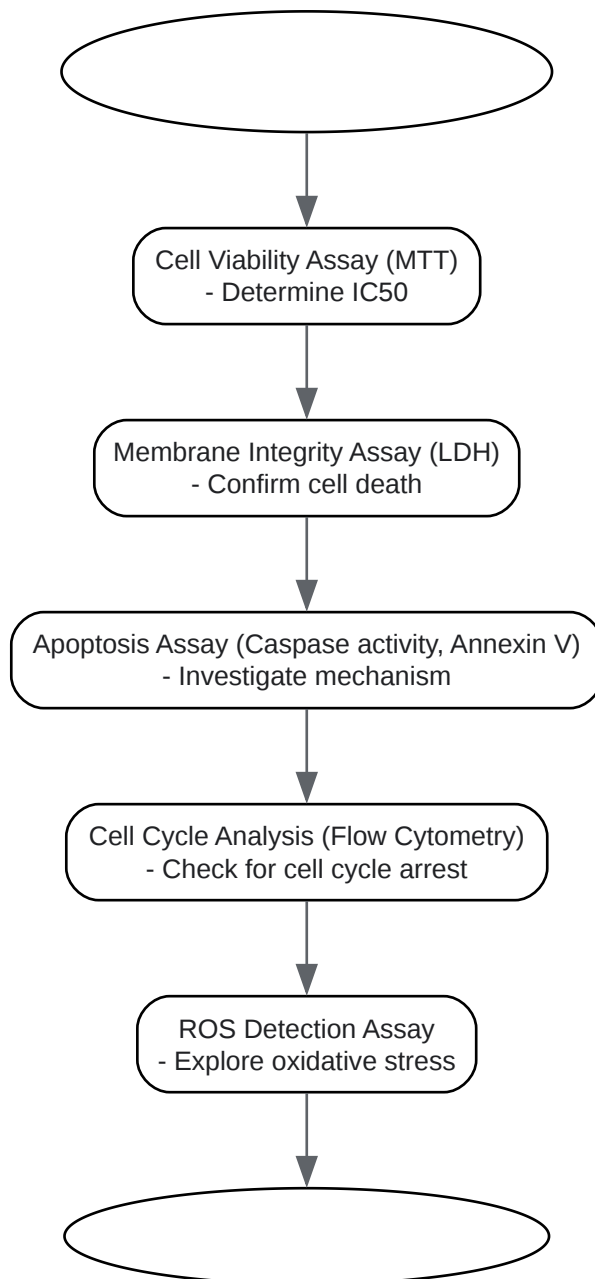 Cell Viability Assay (MTT)
- Determine IC50
Membrane Integrity Assay (LDH)
- Confirm cell death
Apoptosis Assay (Caspase activity, Annexin V)
- Investigate mechanism
Cell Cycle Analysis (Flow Cytometry)
- Check for cell cycle arrest
ROS Detection Assay
- Explore oxidative stress